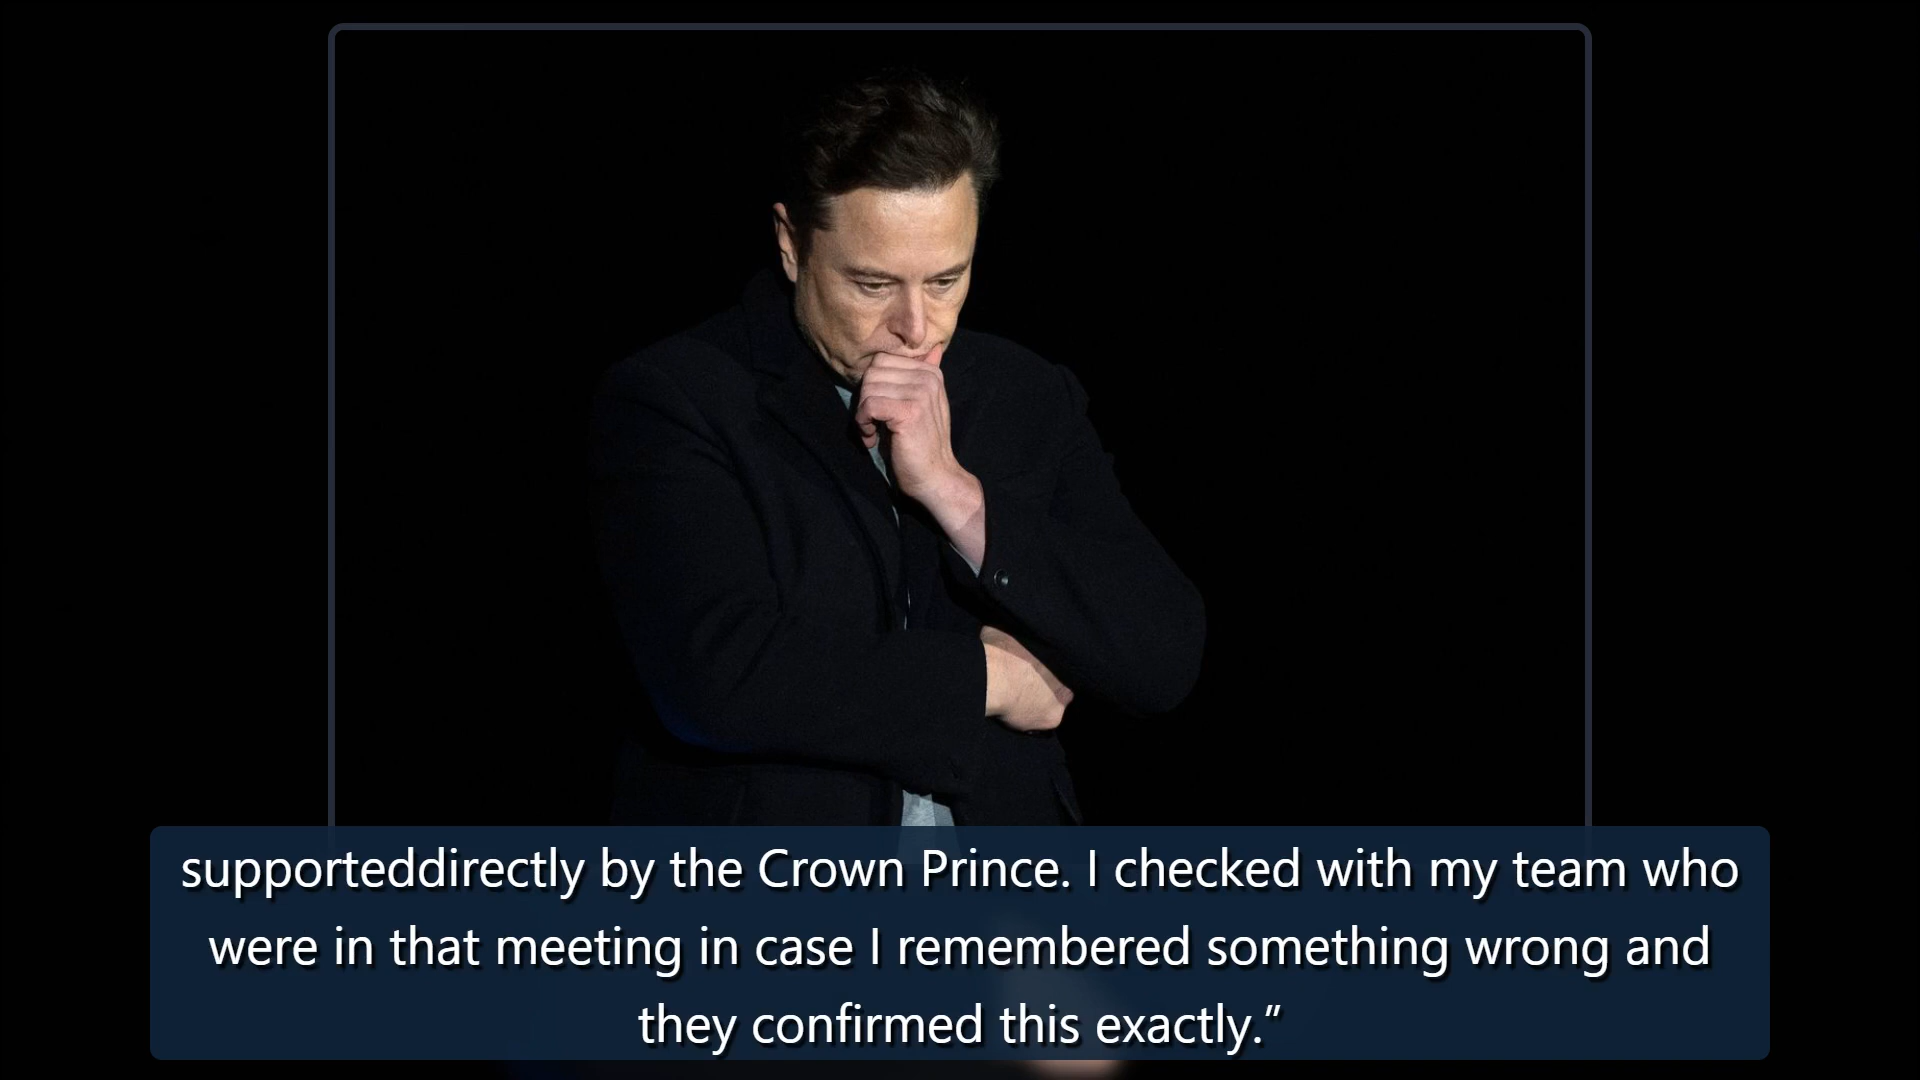 supporteddirectly by the Crown Prince. I checked with my team who
were in that meeting in case I remembered something wrong and
they confirmed this exactly.”